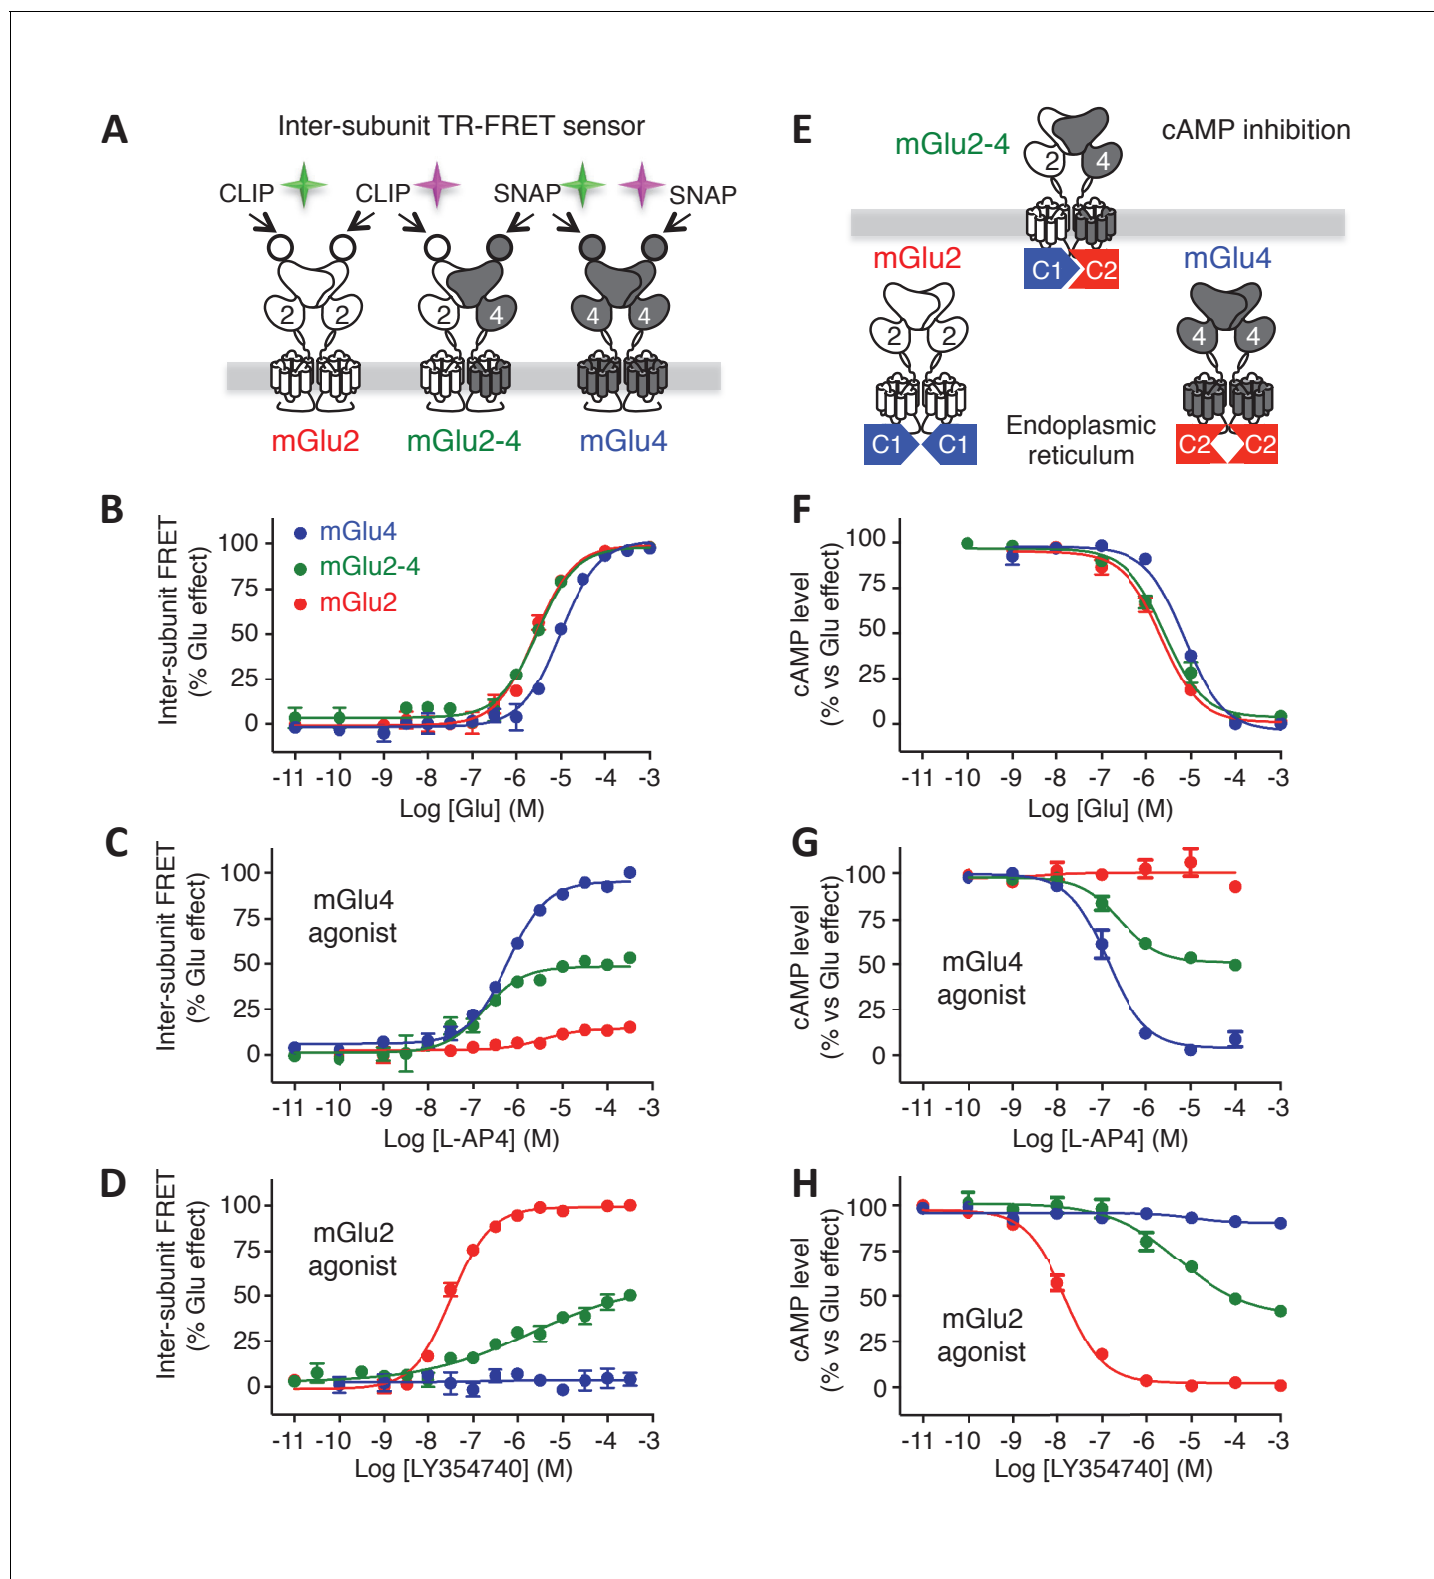 A
Inter-subunit TR-FRET sensor
CLIP
CLIP
SNAP
SNAP
2
2
2
4
4
4
mGlu2
mGlu2-4
mGlu4
E
mGlu2-4
cAMP inhibition
2
4
C1
C2
mGlu2
mGlu4
2
2
4
4
C1
C1
C2
C2
Endoplasmic
reticulum
B
Inter-subunit FRET
(% Glu effect)
100
75
50
25
0
mGlu4
mGlu2-4
mGlu2
-11 -10 -9 -8 -7 -6 -5 -4 -3
Log [Glu] (M)
F
cAMP level
(% vs Glu effect)
100
75
50
25
0
-11 -10 -9 -8 -7 -6 -5 -4 -3
Log [Glu] (M)
C
Inter-subunit FRET
(% Glu effect)
100
75
50
25
0
mGlu4
agonist
-11 -10 -9 -8 -7 -6 -5 -4 -3
Log [L-AP4] (M)
G
cAMP level
(% vs Glu effect)
100
75
50
25
0
mGlu4
agonist
-11 -10 -9 -8 -7 -6 -5 -4 -3
Log [L-AP4] (M)
D
Inter-subunit FRET
(% Glu effect)
100
75
50
25
0
mGlu2
agonist
-11 -10 -9 -8 -7 -6 -5 -4 -3
Log [LY354740] (M)
H
cAMP level
(% vs Glu effect)
100
75
50
25
0
mGlu2
agonist
-11 -10 -9 -8 -7 -6 -5 -4 -3
Log [LY354740] (M)